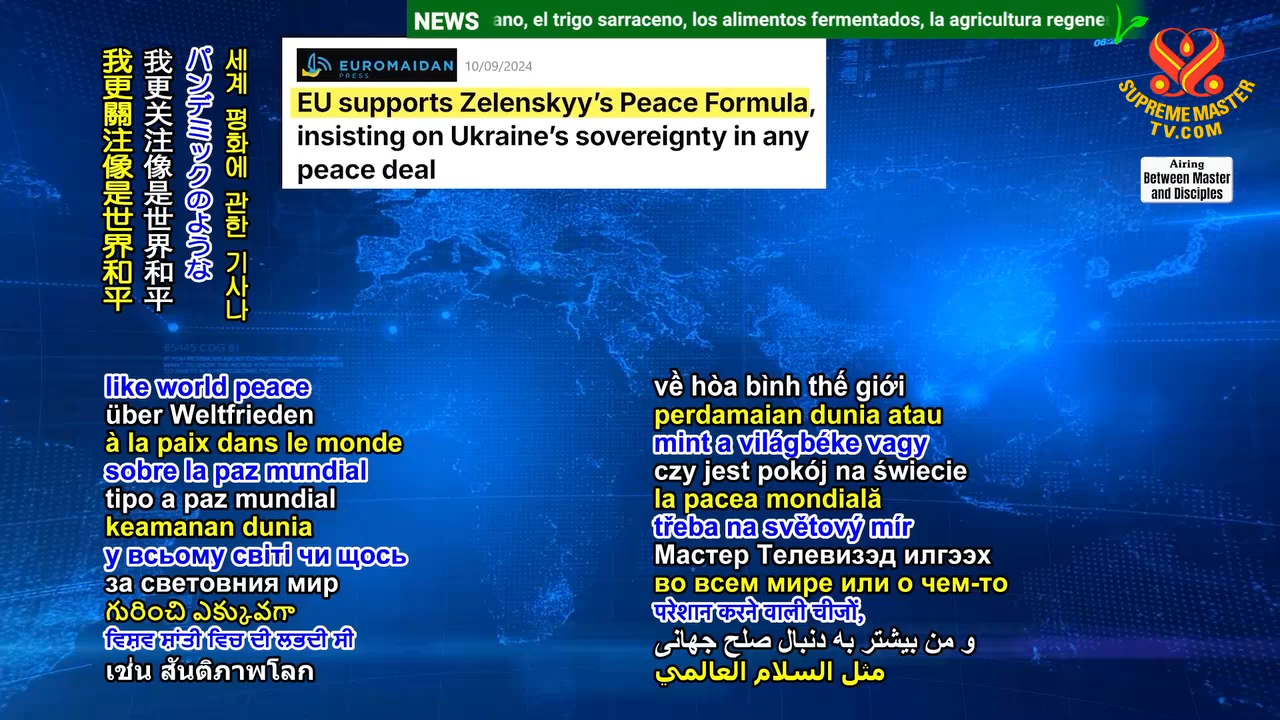 NEWS ano, el trigo sarraceno, los alimentos fermentados, la agricultura regene
EUROMAIDAN
PRESS
10/09/2024
EU supports Zelenskyy's Peace Formula,
insisting on Ukraine's sovereignty in any
peace deal
SUPREME MASTER
TV.COM
Airing
Between Master
and Disciples
我更關注像是世界和平
我更关注像是世界和平
パンデミックのような
세계 평화에 관한 기사나
like world peace
über Weltfrieden
à la paix dans le monde
sobre la paz mundial
tipo a paz mundial
keamanan dunia
у всьому світі чи щось
за световния мир
గురించి ఎక్కువగా
ਵਿਸ਼ਵ ਸ਼ਾਂਤੀ ਵਿਚ ਦੀ ਲਭਦੀ ਸੀ
เช่น สันติภาพโลก
về hòa bình thế giới
perdamaian dunia atau
mint a világbéke vagy
czy jest pokój na świecie
la pacea mondială
třeba na světový mír
Мастер Телевизэд илгээх
во всем мире или о чем-то
परेशान करने वाली चीजों,
و من بیشتر به دنبال صلح جهانی
مثل السلام العالمي